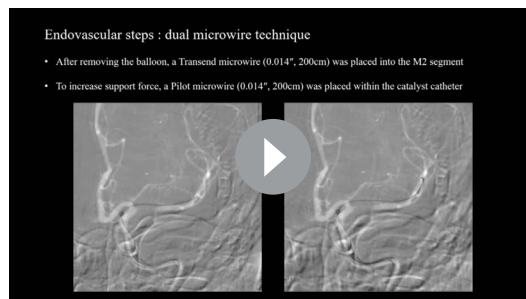 Endovascular steps : dual microwire technique
• After removing the balloon, a Transend microwire (0.014", 200cm) was placed into the M2 segment
• To increase support force, a Pilot microwire (0.014", 200cm) was placed within the catalyst catheter